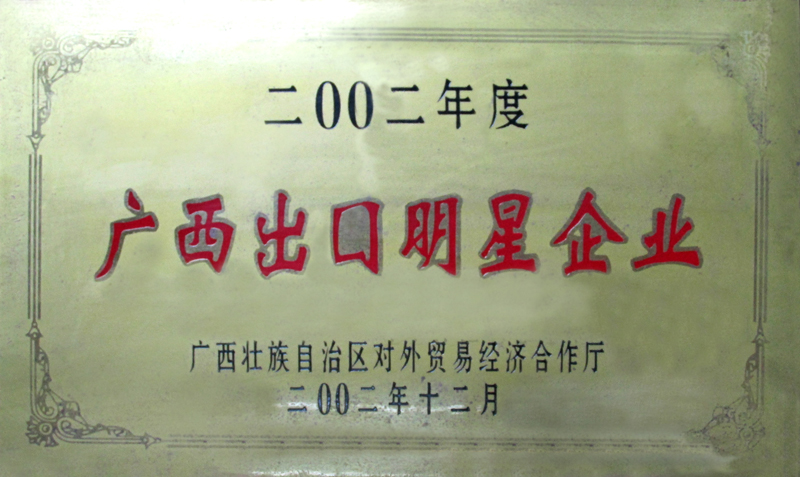 二00二年度
广西出口明星企业
广西壮族自治区对外贸易经济合作厅
二00二年十二月